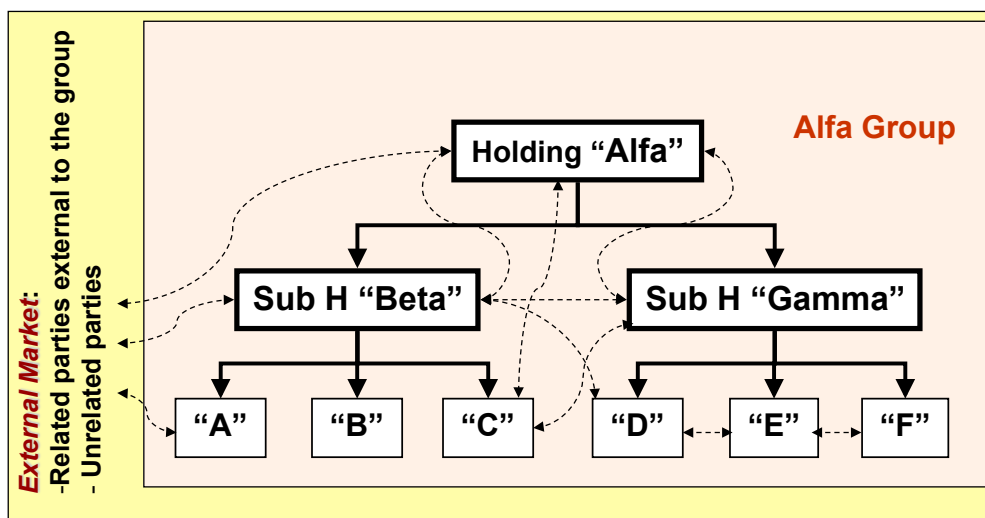 External Market:
-Related parties external to the group
- Unrelated parties
Alfa Group
Holding “Alfa”
Sub H “Beta”
Sub H “Gamma”
“A”
“B”
“C”
“D”
“E”
“F”